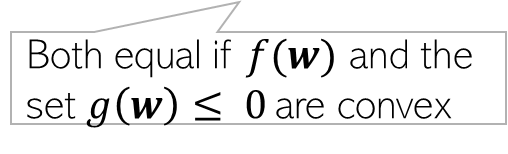 Both equal if f(w) and the
set g(w) ≤ 0 are convex